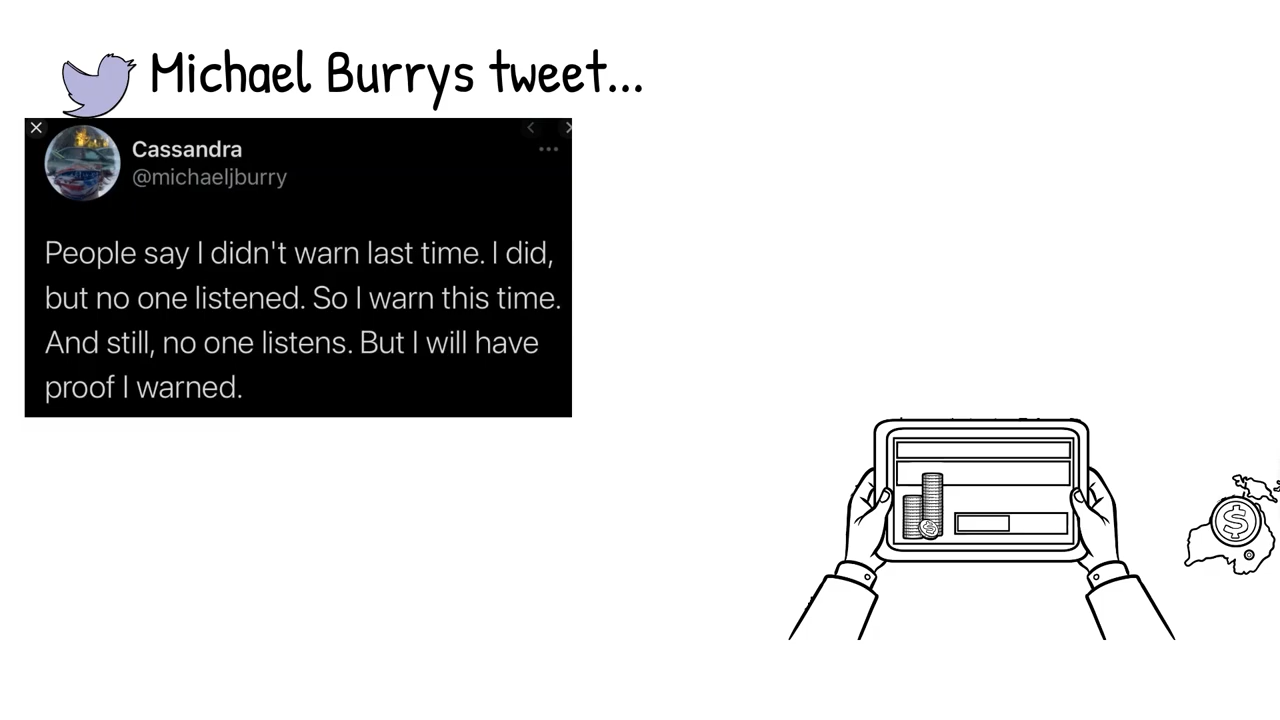 Michael Burrys tweet...
Cassandra
@michaeljburry
People say I didn't warn last time. I did,
but no one listened. So I warn this time.
And still, no one listens. But I will have
proof I warned.